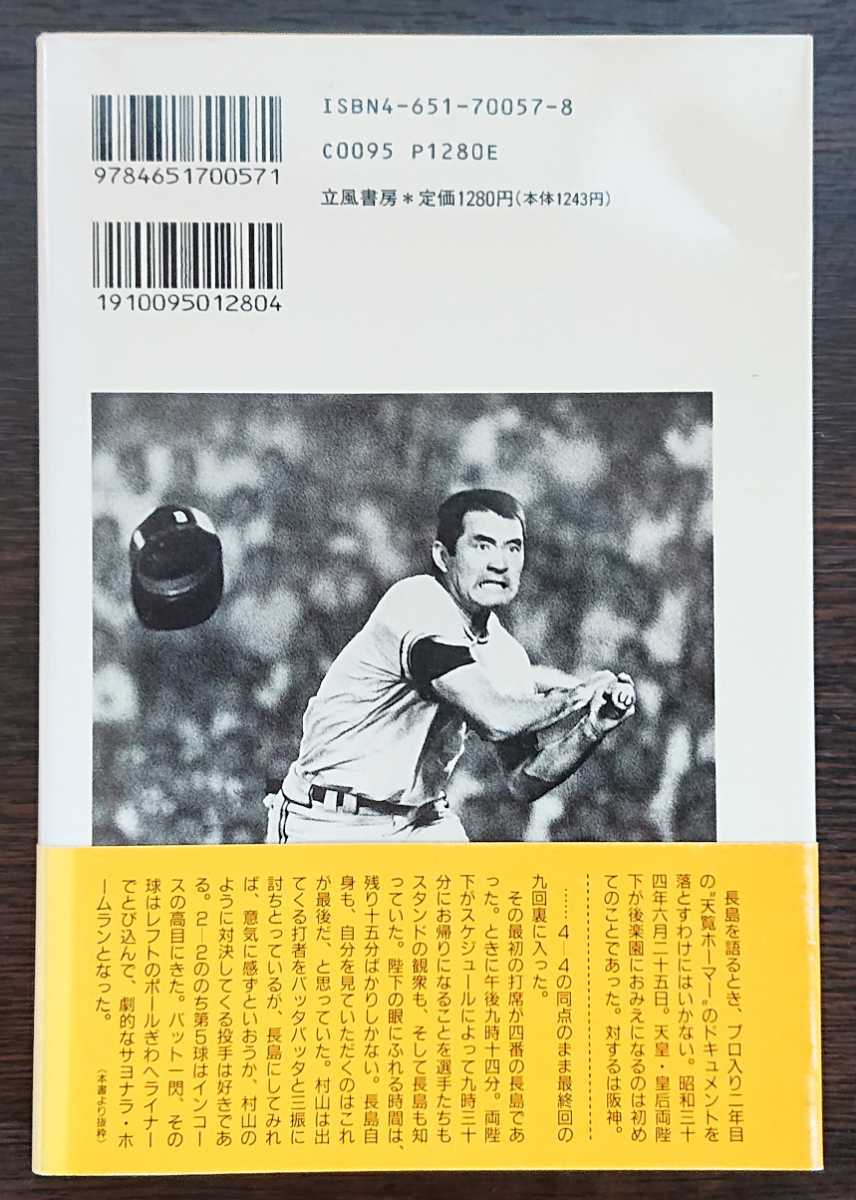 ISBN4-651-70057-8
C0095 P1280E
9784651700571
立風書房*定価1280円(本体1243円)
1910095012804
長島を語るとき、プロ入り二年目
の“天覧ホーマー”のドキュメントを
落とすわけにはいかない。昭和三十
四年六月二十五日。天皇・皇后両陛
下が後楽園におみえになるのは初め
てのことであった。対するは阪神。
……4―4の同点のまま最終回の
九回裏に入った。
その最初の打席が四番の長島であ
った。ときに午後九時十四分。両陛
下がスケジュールによって九時三十
分にお帰りになることを選手たちも
スタンドの観衆も、そして長島も知
っていた。陛下の眼にふれる時間は、
残り十五分ばかりしかない。長島自
身も、自分を見ていただくのはこれ
が最後だ、と思っていた。村山は出
てくる打者をバッタバッタと三振に
討ちとっているが、長島にしてみれ
ば、意気に感ずといおうか、村山の
ように対決してくる投手は好きであ
る。2―2ののち第5球はインコー
スの高目にきた。バット一閃、その
球はレフトのポールぎわへライナー
でとび込んで、劇的なサヨナラ・ホ
ームランとなった。
〈本書より抜粋〉